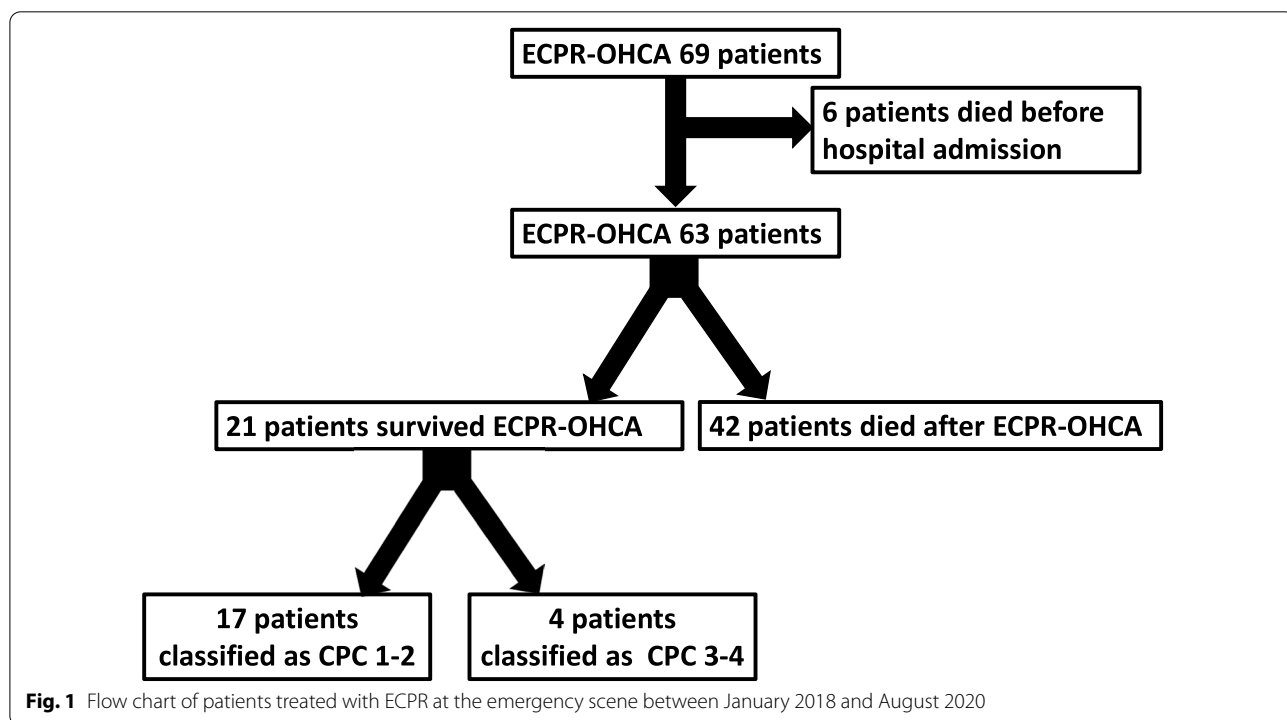 ECPR-OHCA 69 patients
6 patients died before
hospital admission
ECPR-OHCA 63 patients
21 patients survived ECPR-OHCA
42 patients died after ECPR-OHCA
17 patients
classified as CPC 1-2
4 patients
classified as CPC 3-4
Fig. 1 Flow chart of patients treated with ECPR at the emergency scene between January 2018 and August 2020